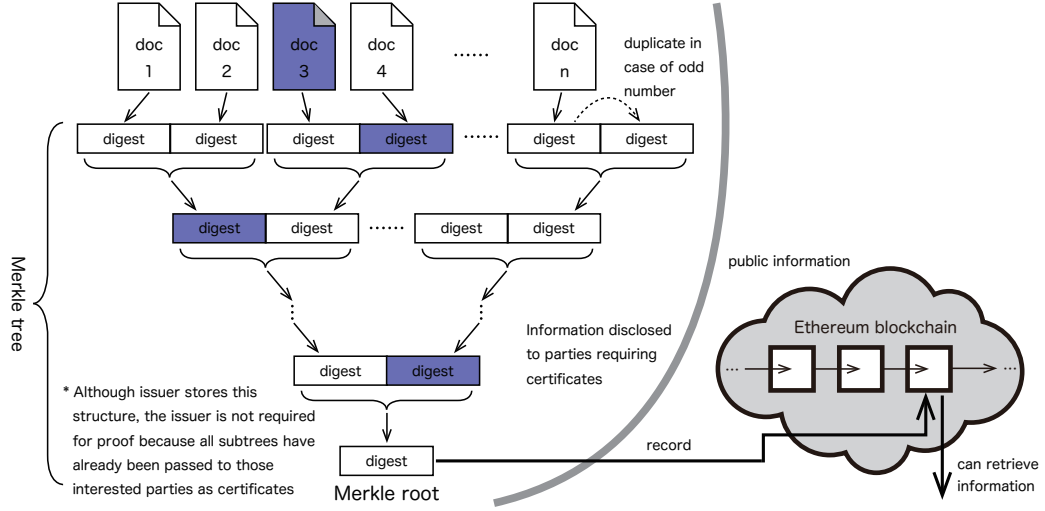 doc
1
doc
2
doc
3
doc
4
......
doc
n
duplicate in
case of odd
number
digest
digest
digest
digest
......
digest
digest
digest
digest
......
digest
digest
Merkle tree
public information
Ethereum blockchain
...
...
Information disclosed
to parties requiring
certificates
digest
digest
* Although issuer stores this
structure, the issuer is not required
for proof because all subtrees have
already been passed to those
interested parties as certificates
digest
Merkle root
record
can retrieve
information